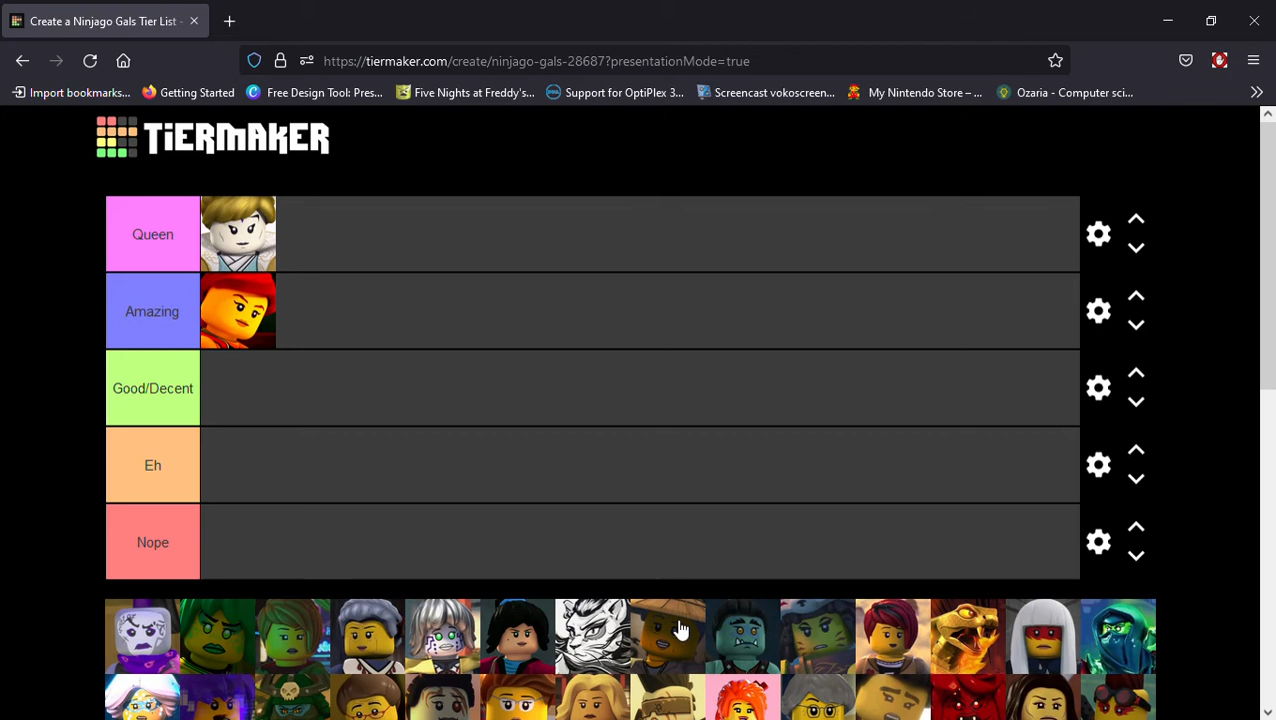 Create a Ninjago Gals Tier List -
https://tiermaker.com/create/ninjago-gals-28687?presentationMode=true
Import bookmarks...
Getting Started
Free Design Tool: Pres...
Five Nights at Freddy's...
Support for OptiPlex 3...
Screencast vokoscreen...
My Nintendo Store – ...
Ozaria - Computer sci...
TiERMAKER
Queen
Amazing
Good/Decent
Eh
Nope